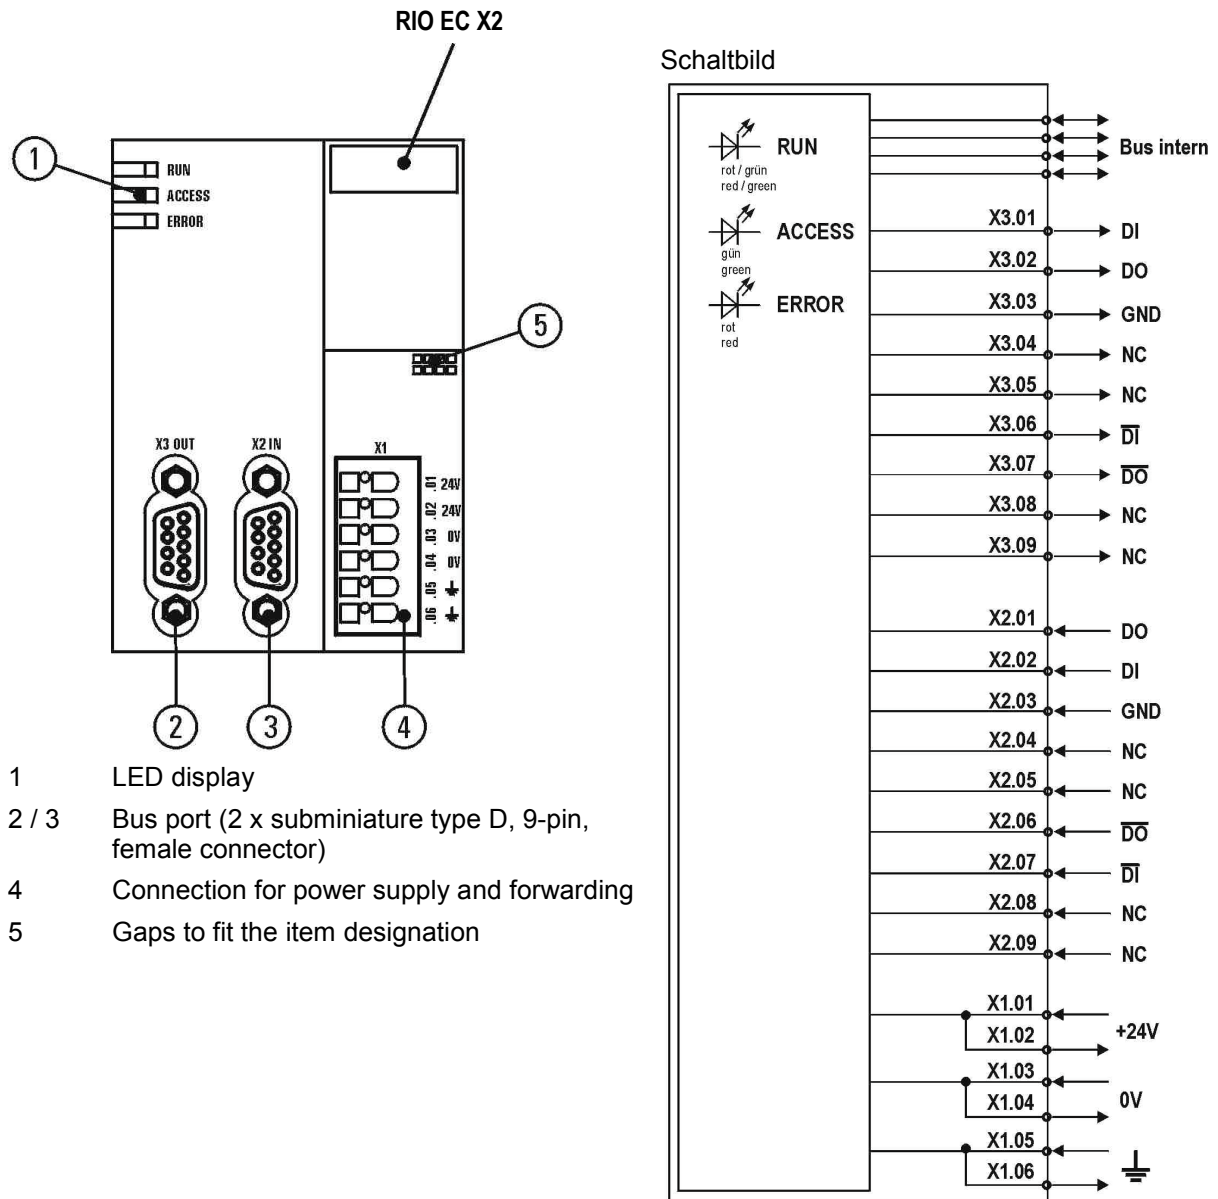 RIO EC X2
1
RUN
ACCESS
ERROR
5
X3 OUT
X2 IN
X1
.01 24V
.02 24V
.03 0V
.04 0V
.05
.06
2
3
4
1 LED display
2 / 3 Bus port (2 x subminiature type D, 9-pin,
female connector)
4 Connection for power supply and forwarding
5 Gaps to fit the item designation
Schaltbild
RUN
rot / grün
red / green
ACCESS
gün
green
ERROR
rot
red
Bus intern
X3.01 DI
X3.02 DO
X3.03 GND
X3.04 NC
X3.05 NC
X3.06 D̅I̅
X3.07 D̅O̅
X3.08 NC
X3.09 NC
X2.01 DO
X2.02 DI
X2.03 GND
X2.04 NC
X2.05 NC
X2.06 D̅O̅
X2.07 D̅I̅
X2.08 NC
X2.09 NC
X1.01
+24V
X1.02
X1.03
0V
X1.04
X1.05
X1.06